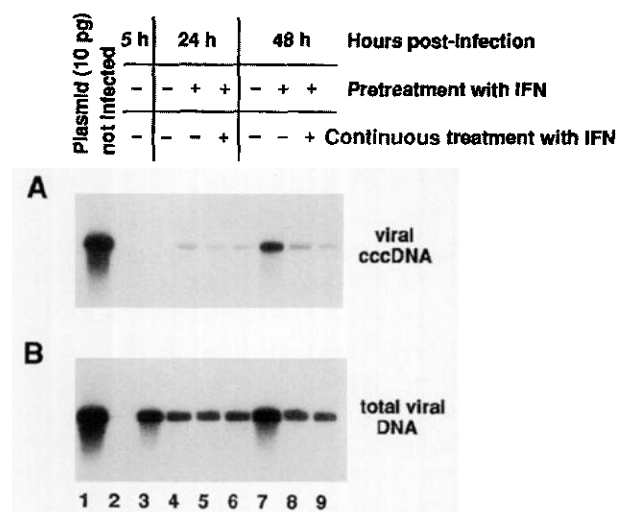 Plasmid (10 pg)
not infected
5 h 24 h 48 h Hours post-infection
− − + + − + + Pretreatment with IFN
− − − + − − + Continuous treatment with IFN
A
viral
cccDNA
B
total viral
DNA
1 2 3 4 5 6 7 8 9